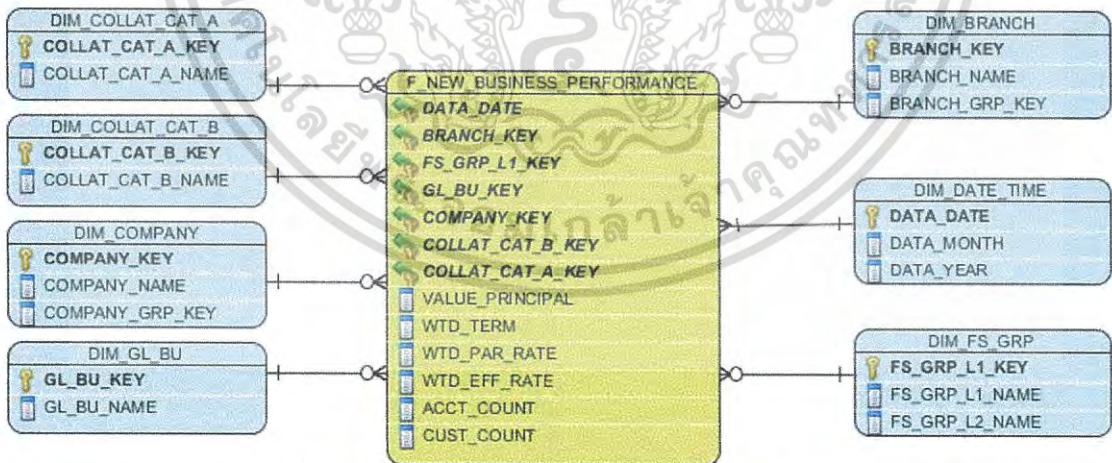 DIM_COLLAT_CAT_A
COLLAT_CAT_A_KEY
COLLAT_CAT_A_NAME
DIM_COLLAT_CAT_B
COLLAT_CAT_B_KEY
COLLAT_CAT_B_NAME
DIM_COMPANY
COMPANY_KEY
COMPANY_NAME
COMPANY_GRP_KEY
DIM_GL_BU
GL_BU_KEY
GL_BU_NAME
F_NEW_BUSINESS_PERFORMANCE
DATA_DATE
BRANCH_KEY
FS_GRP_L1_KEY
GL_BU_KEY
COMPANY_KEY
COLLAT_CAT_B_KEY
COLLAT_CAT_A_KEY
VALUE_PRINCIPAL
WTD_TERM
WTD_PAR_RATE
WTD_EFF_RATE
ACCT_COUNT
CUST_COUNT
DIM_BRANCH
BRANCH_KEY
BRANCH_NAME
BRANCH_GRP_KEY
DIM_DATE_TIME
DATA_DATE
DATA_MONTH
DATA_YEAR
DIM_FS_GRP
FS_GRP_L1_KEY
FS_GRP_L1_NAME
FS_GRP_L2_NAME